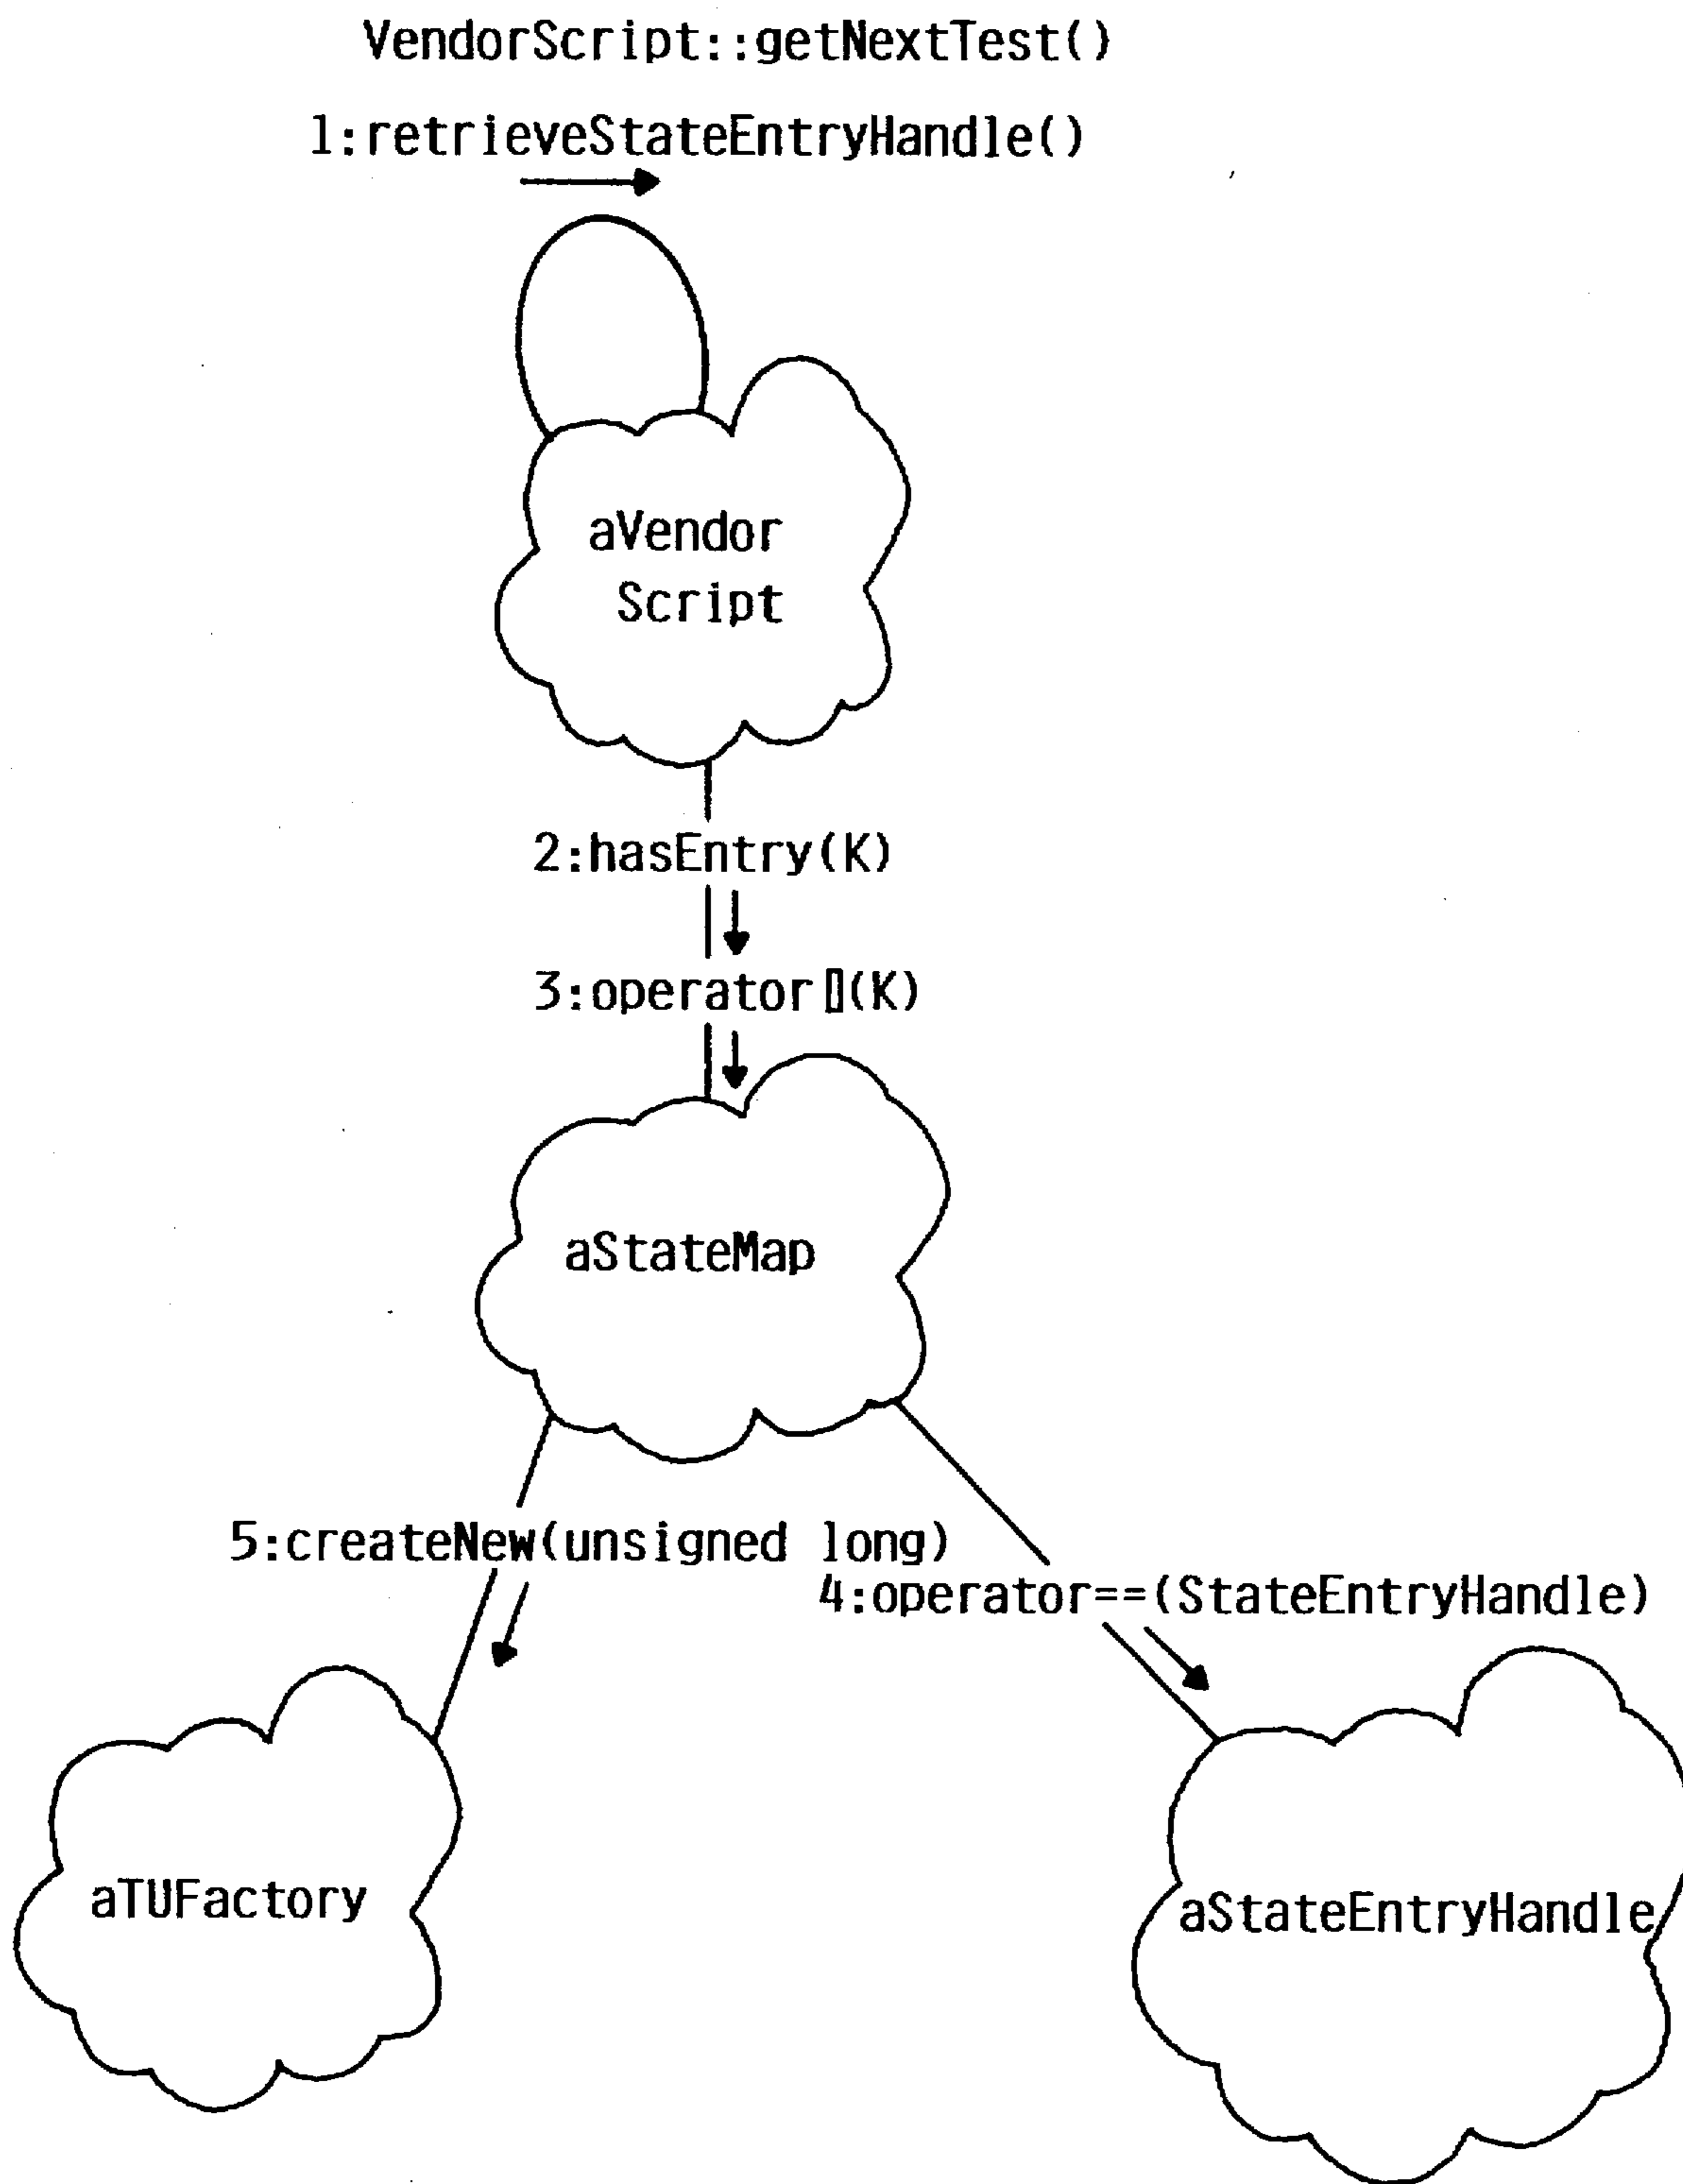 VendorScript::getNextTest()
1:retrieveStateEntryHandle()
aVendor
Script
2:hasEntry(K)
3:operator[](K)
aStateMap
5:createNew(unsigned long)
4:operator==(StateEntryHandle)
aTUFactory
aStateEntryHandle